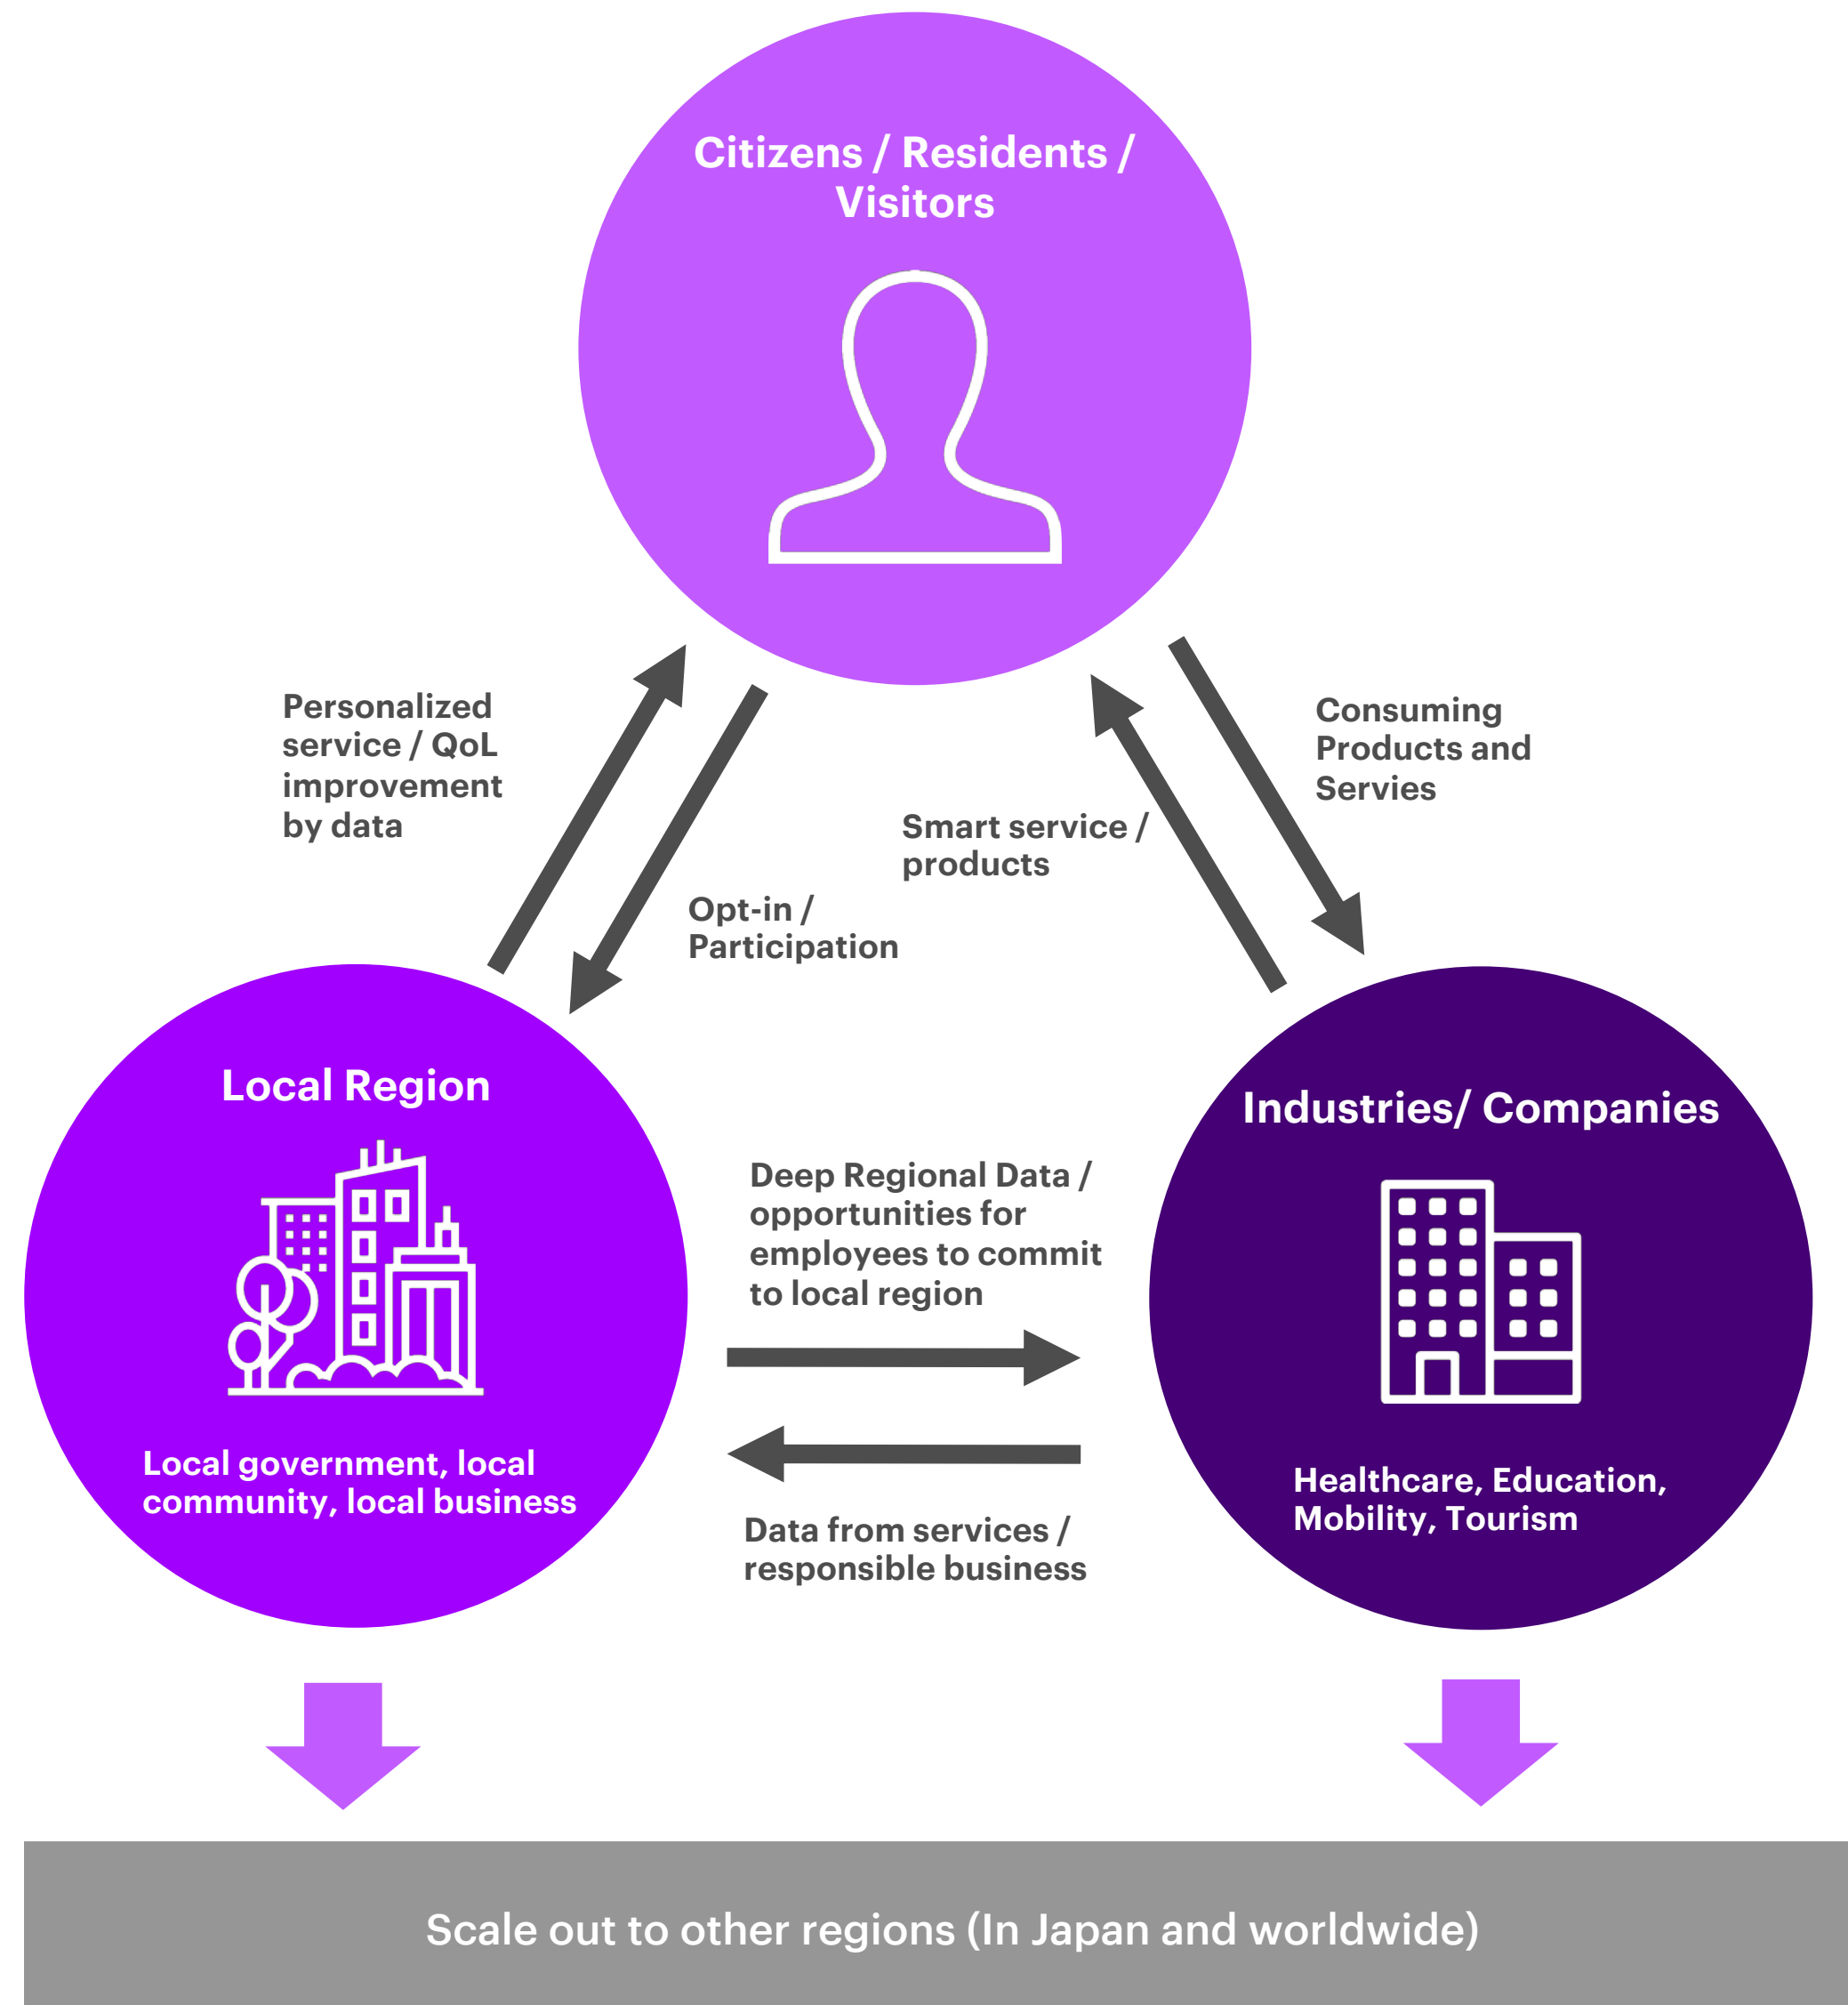 Citizens / Residents /
Visitors
Personalized
service / QoL
improvement
by data
Consuming
Products and
Servies
Smart service /
products
Opt-in /
Participation
Local Region
Industries/ Companies
Deep Regional Data /
opportunities for
employees to commit
to local region
Local government, local
community, local business
Healthcare, Education,
Mobility, Tourism
Data from services /
responsible business
Scale out to other regions (In Japan and worldwide)